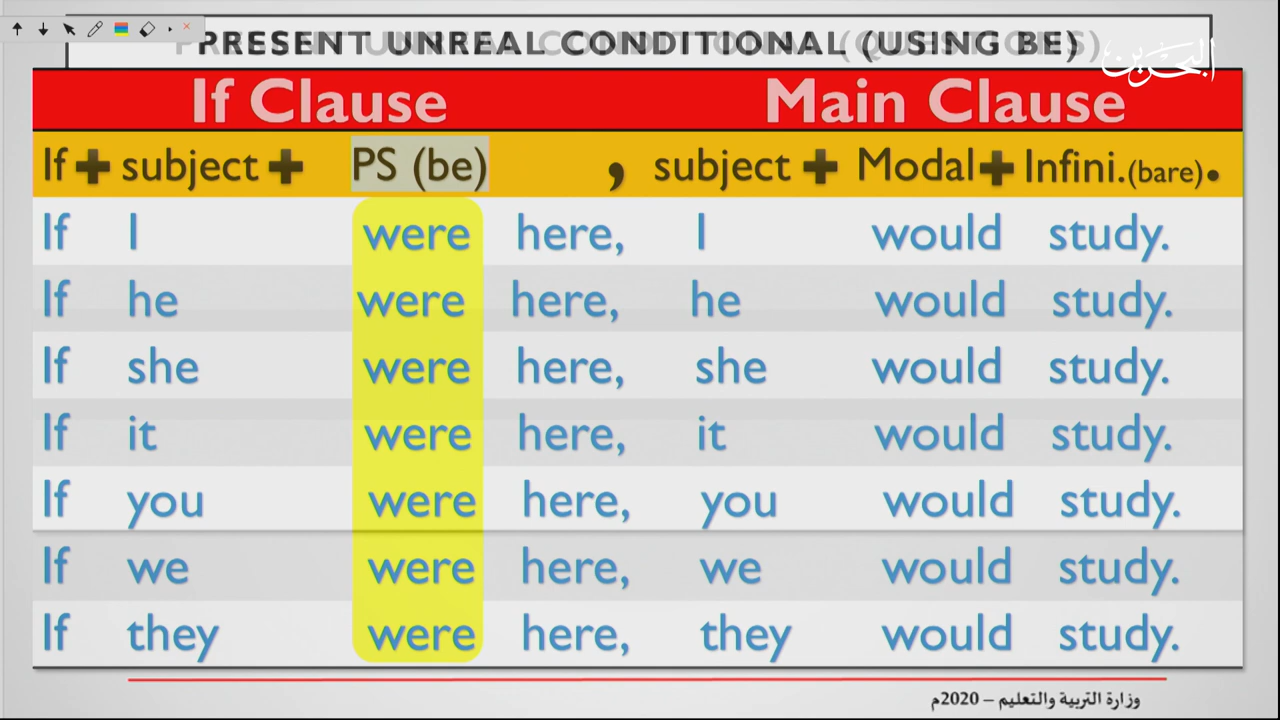 PRESENT UNREAL CONDITIONAL (USING BE)
البحرين
If Clause Main Clause
If + subject + PS (be) , subject + Modal + Infini.(bare).
If I were here, I would study.
If he were here, he would study.
If she were here, she would study.
If it were here, it would study.
If you were here, you would study.
If we were here, we would study.
If they were here, they would study.
وزارة التربية والتعليم – 2020م